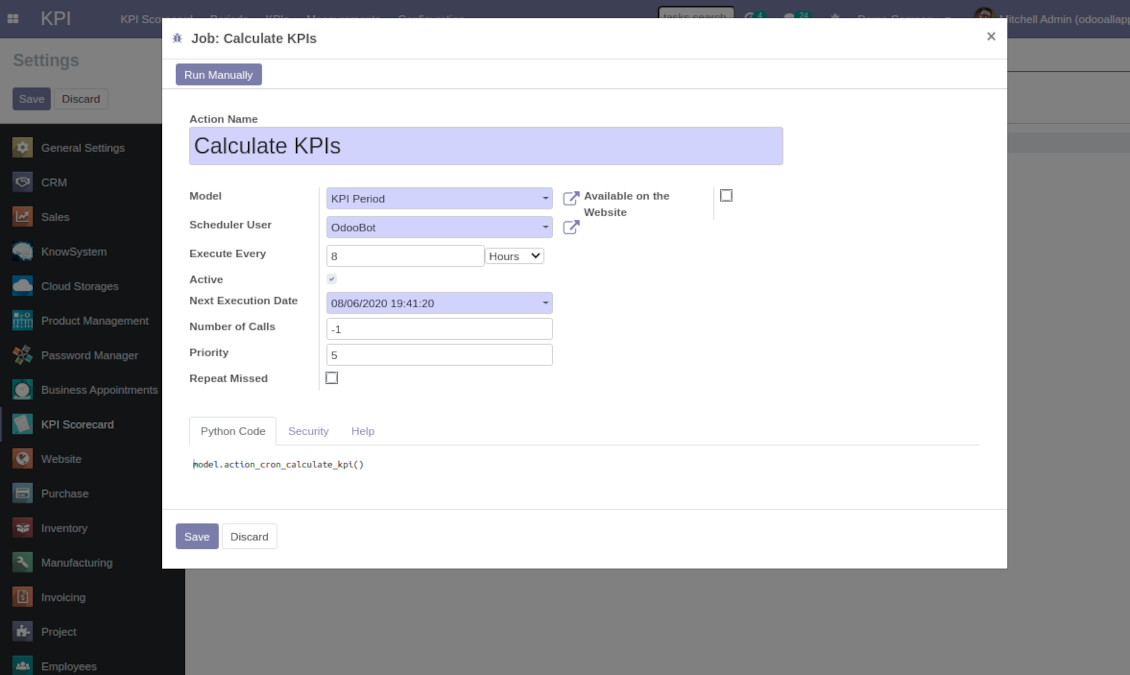 KPI
KPI Scorecard Periods KPIs Measurements Configuration
tasks search
4
24
Mitchell Admin (odooallapp
Job: Calculate KPIs
×
Settings
Run Manually
Save Discard
Action Name
Calculate KPIs
General Settings
CRM
Sales
KnowSystem
Cloud Storages
Product Management
Password Manager
Business Appointments
KPI Scorecard
Website
Purchase
Inventory
Manufacturing
Invoicing
Project
Employees
Model KPI Period
Available on the
Website
Scheduler User OdooBot
Execute Every 8 Hours
Active
Next Execution Date 08/06/2020 19:41:20
Number of Calls -1
Priority 5
Repeat Missed
Python Code Security Help
model.action_cron_calculate_kpi()
Save Discard